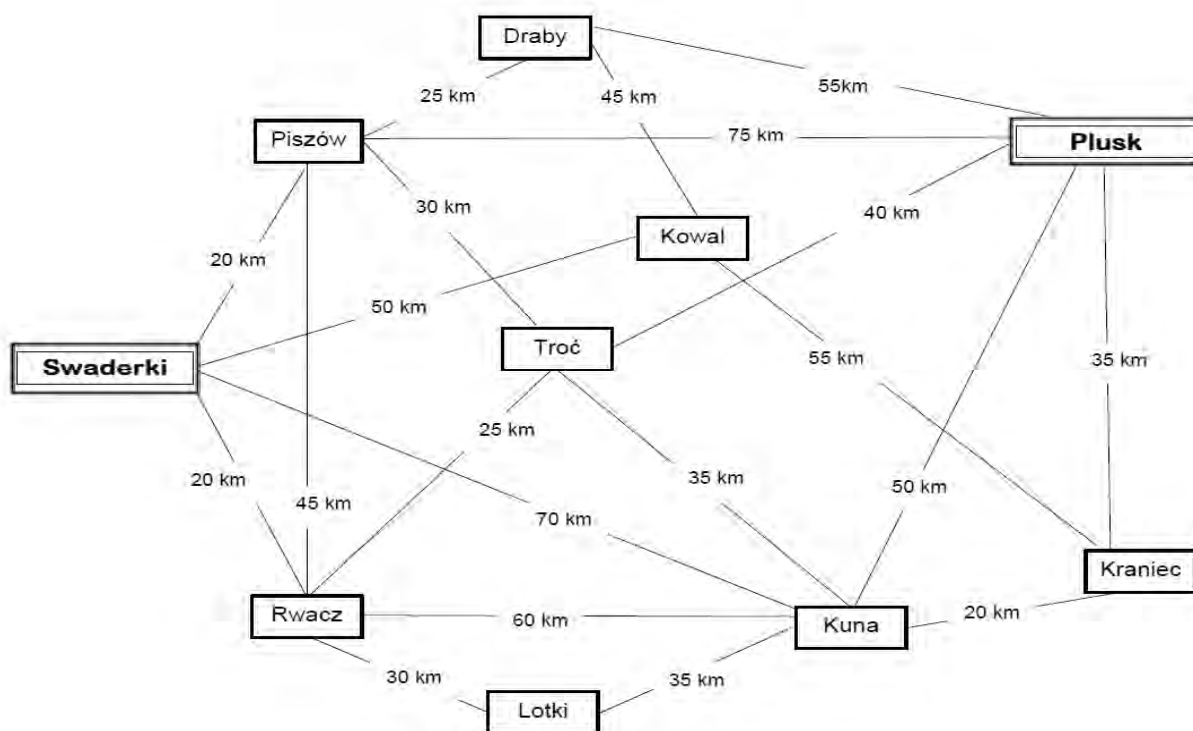 Draby
55km
25 km
45 km
Piszów
75 km
Plusk
30 km
40 km
Kowal
20 km
50 km
Troć
55 km
35 km
Swaderki
25 km
20 km
35 km
50 km
45 km
70 km
Kraniec
Rwacz
60 km
Kuna
20 km
30 km
35 km
Lotki